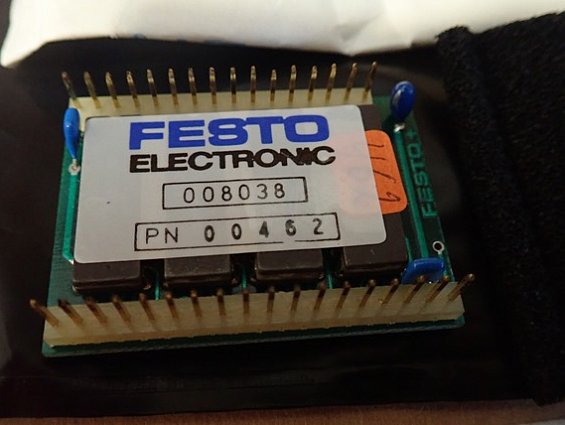 FESTO
ELECTRONIC
008038
PN 00462
FESTO